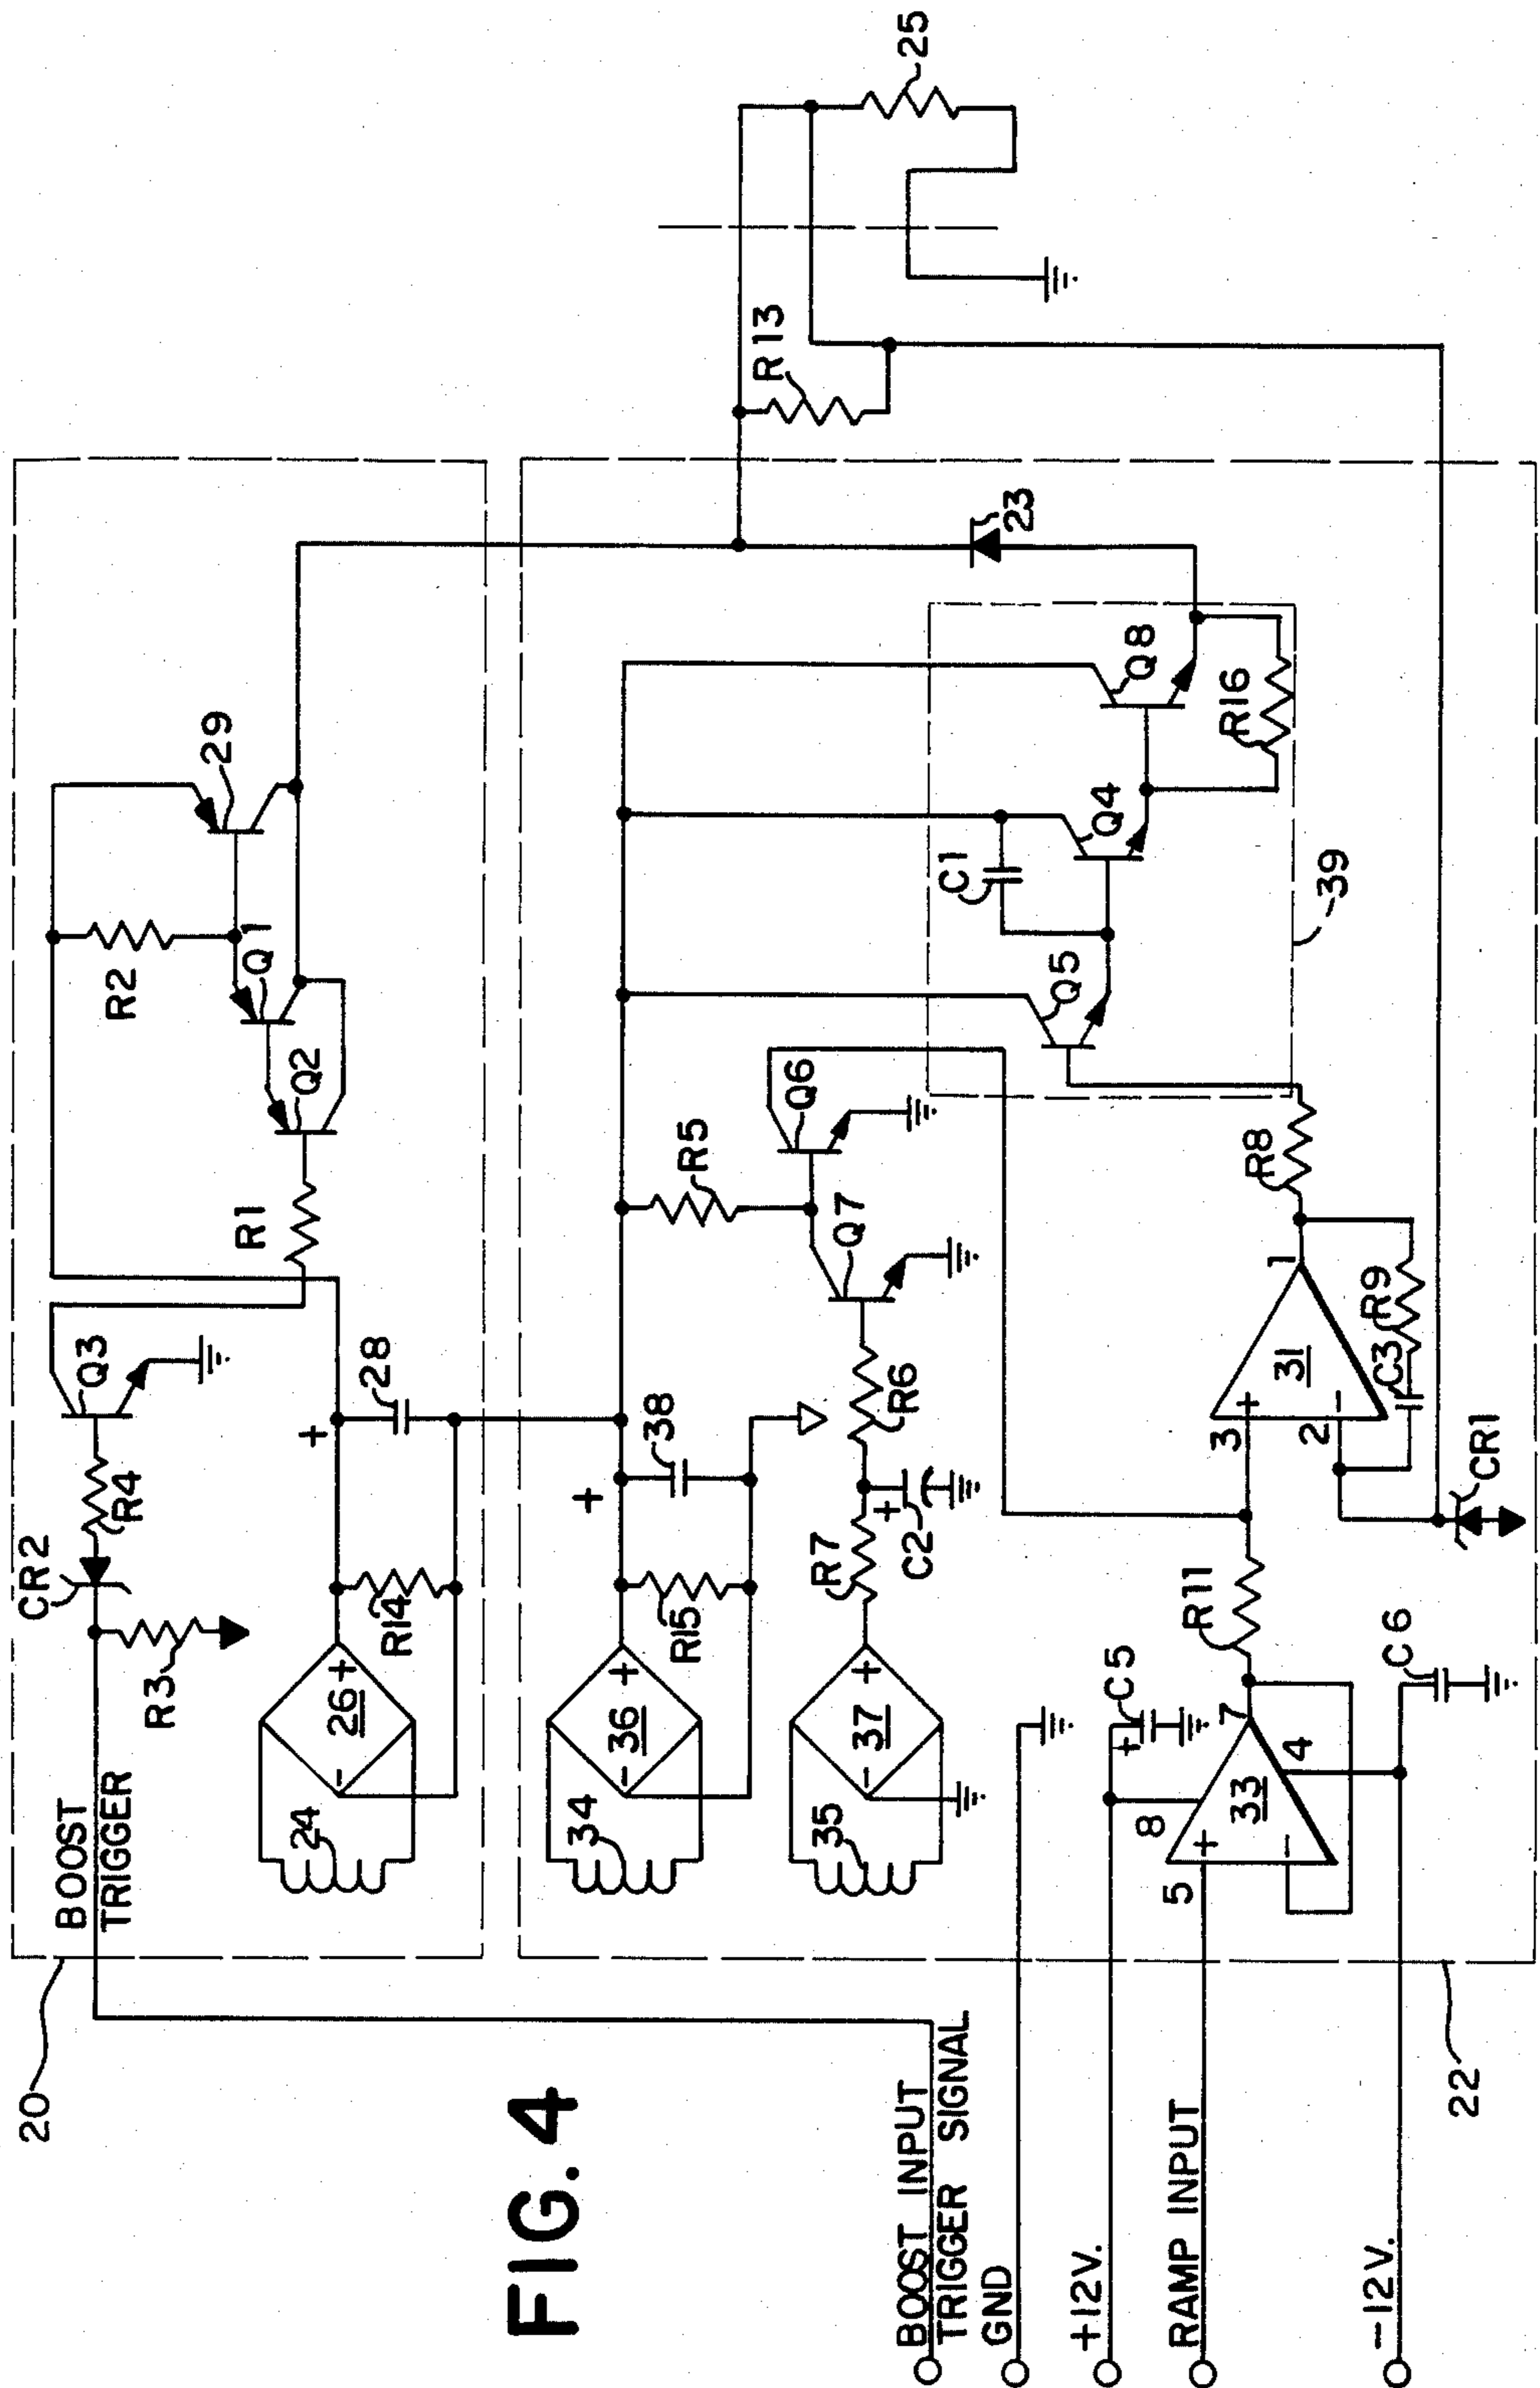 FIG. 4
20
BOOST
TRIGGER
CR2
R3
R4
Q3
24
26
+
-
R14
+
28
R1
Q2
Q1
R2
29
34
36
+
-
R15
+
38
35
37
+
-
R7
+
C2
R6
Q7
R5
Q6
Q5
C1
Q4
Q8
R16
39
23
R13
25
BOOST INPUT
TRIGGER SIGNAL
GND
+12V.
RAMP INPUT
-12V.
22
5
+
-
33
8
7
4
+
C5
C6
R11
3
+
2
-
31
1
C3
R9
R8
CR1